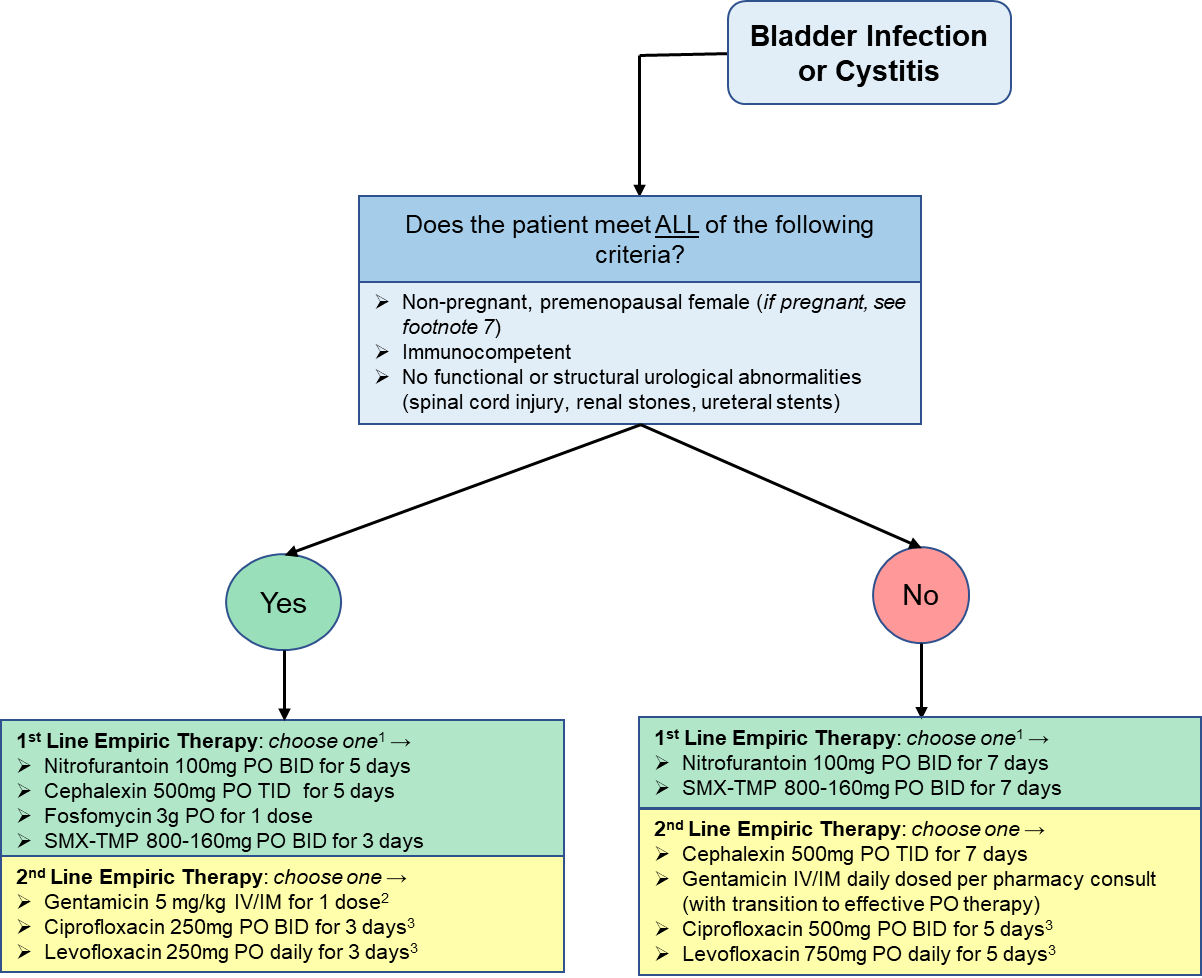 Bladder Infection
or Cystitis
Does the patient meet ALL of the following
criteria?
➢ Non-pregnant, premenopausal female (if pregnant, see
footnote 7)
➢ Immunocompetent
➢ No functional or structural urological abnormalities
(spinal cord injury, renal stones, ureteral stents)
Yes
No
1st Line Empiric Therapy: choose one1 →
➢ Nitrofurantoin 100mg PO BID for 5 days
➢ Cephalexin 500mg PO TID for 5 days
➢ Fosfomycin 3g PO for 1 dose
➢ SMX-TMP 800-160mg PO BID for 3 days
2nd Line Empiric Therapy: choose one →
➢ Gentamicin 5 mg/kg IV/IM for 1 dose2
➢ Ciprofloxacin 250mg PO BID for 3 days3
➢ Levofloxacin 250mg PO daily for 3 days3
1st Line Empiric Therapy: choose one1 →
➢ Nitrofurantoin 100mg PO BID for 7 days
➢ SMX-TMP 800-160mg PO BID for 7 days
2nd Line Empiric Therapy: choose one →
➢ Cephalexin 500mg PO TID for 7 days
➢ Gentamicin IV/IM daily dosed per pharmacy consult
(with transition to effective PO therapy)
➢ Ciprofloxacin 500mg PO BID for 5 days3
➢ Levofloxacin 750mg PO daily for 5 days3